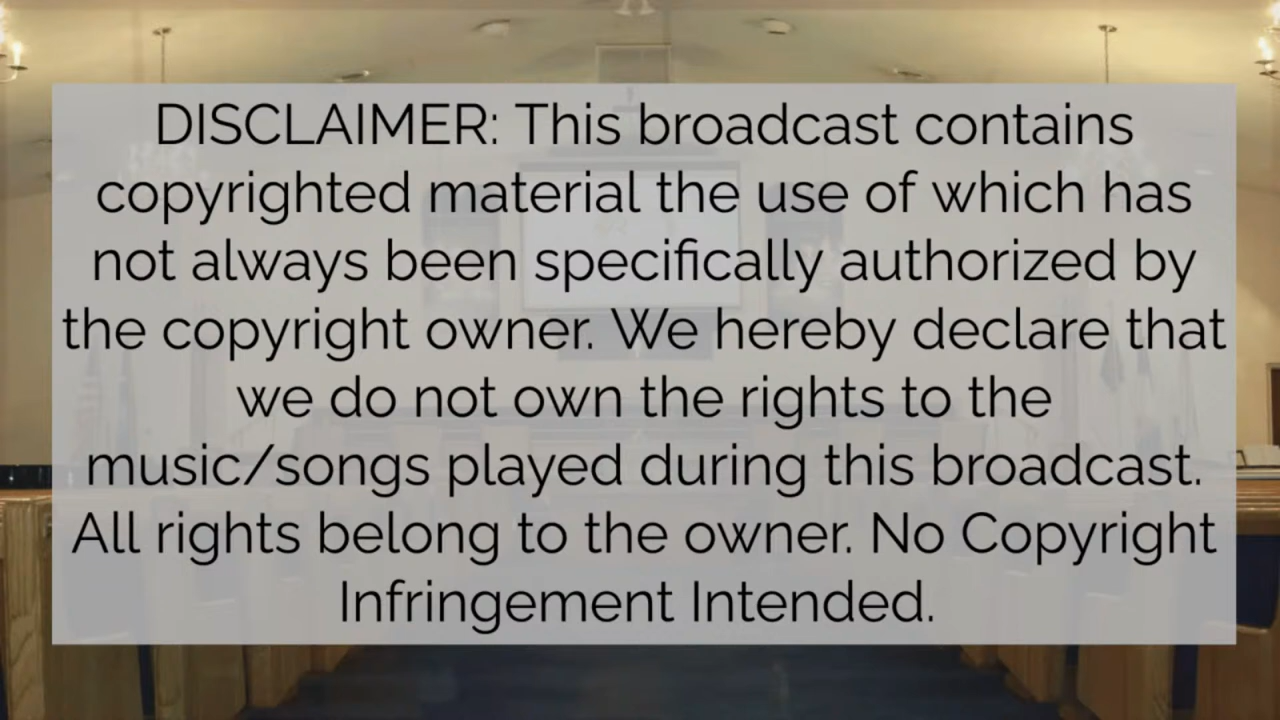 DISCLAIMER: This broadcast contains
copyrighted material the use of which has
not always been specifically authorized by
the copyright owner. We hereby declare that
we do not own the rights to the
music/songs played during this broadcast.
All rights belong to the owner. No Copyright
Infringement Intended.